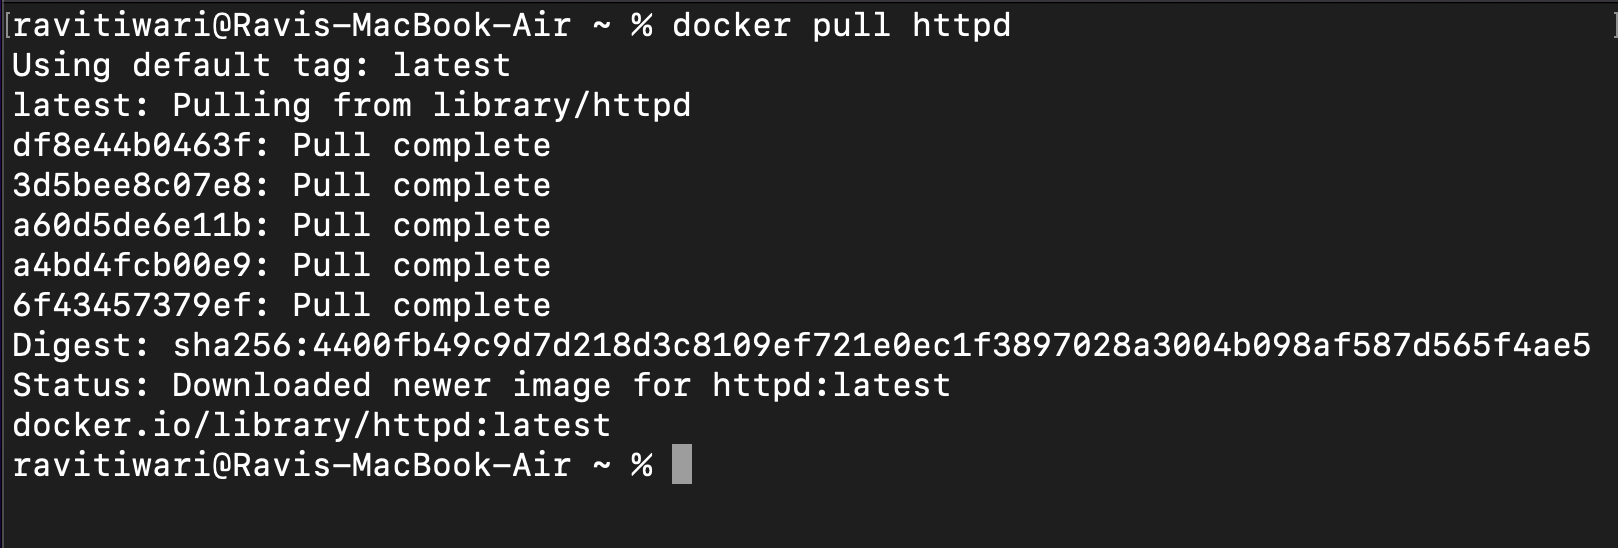 ravitiwari@Ravis-MacBook-Air ~ % docker pull httpd
Using default tag: latest
latest: Pulling from library/httpd
df8e44b0463f: Pull complete
3d5bee8c07e8: Pull complete
a60d5de6e11b: Pull complete
a4bd4fcb00e9: Pull complete
6f43457379ef: Pull complete
Digest: sha256:4400fb49c9d7d218d3c8109ef721e0ec1f3897028a3004b098af587d565f4ae5
Status: Downloaded newer image for httpd:latest
docker.io/library/httpd:latest
ravitiwari@Ravis-MacBook-Air ~ %